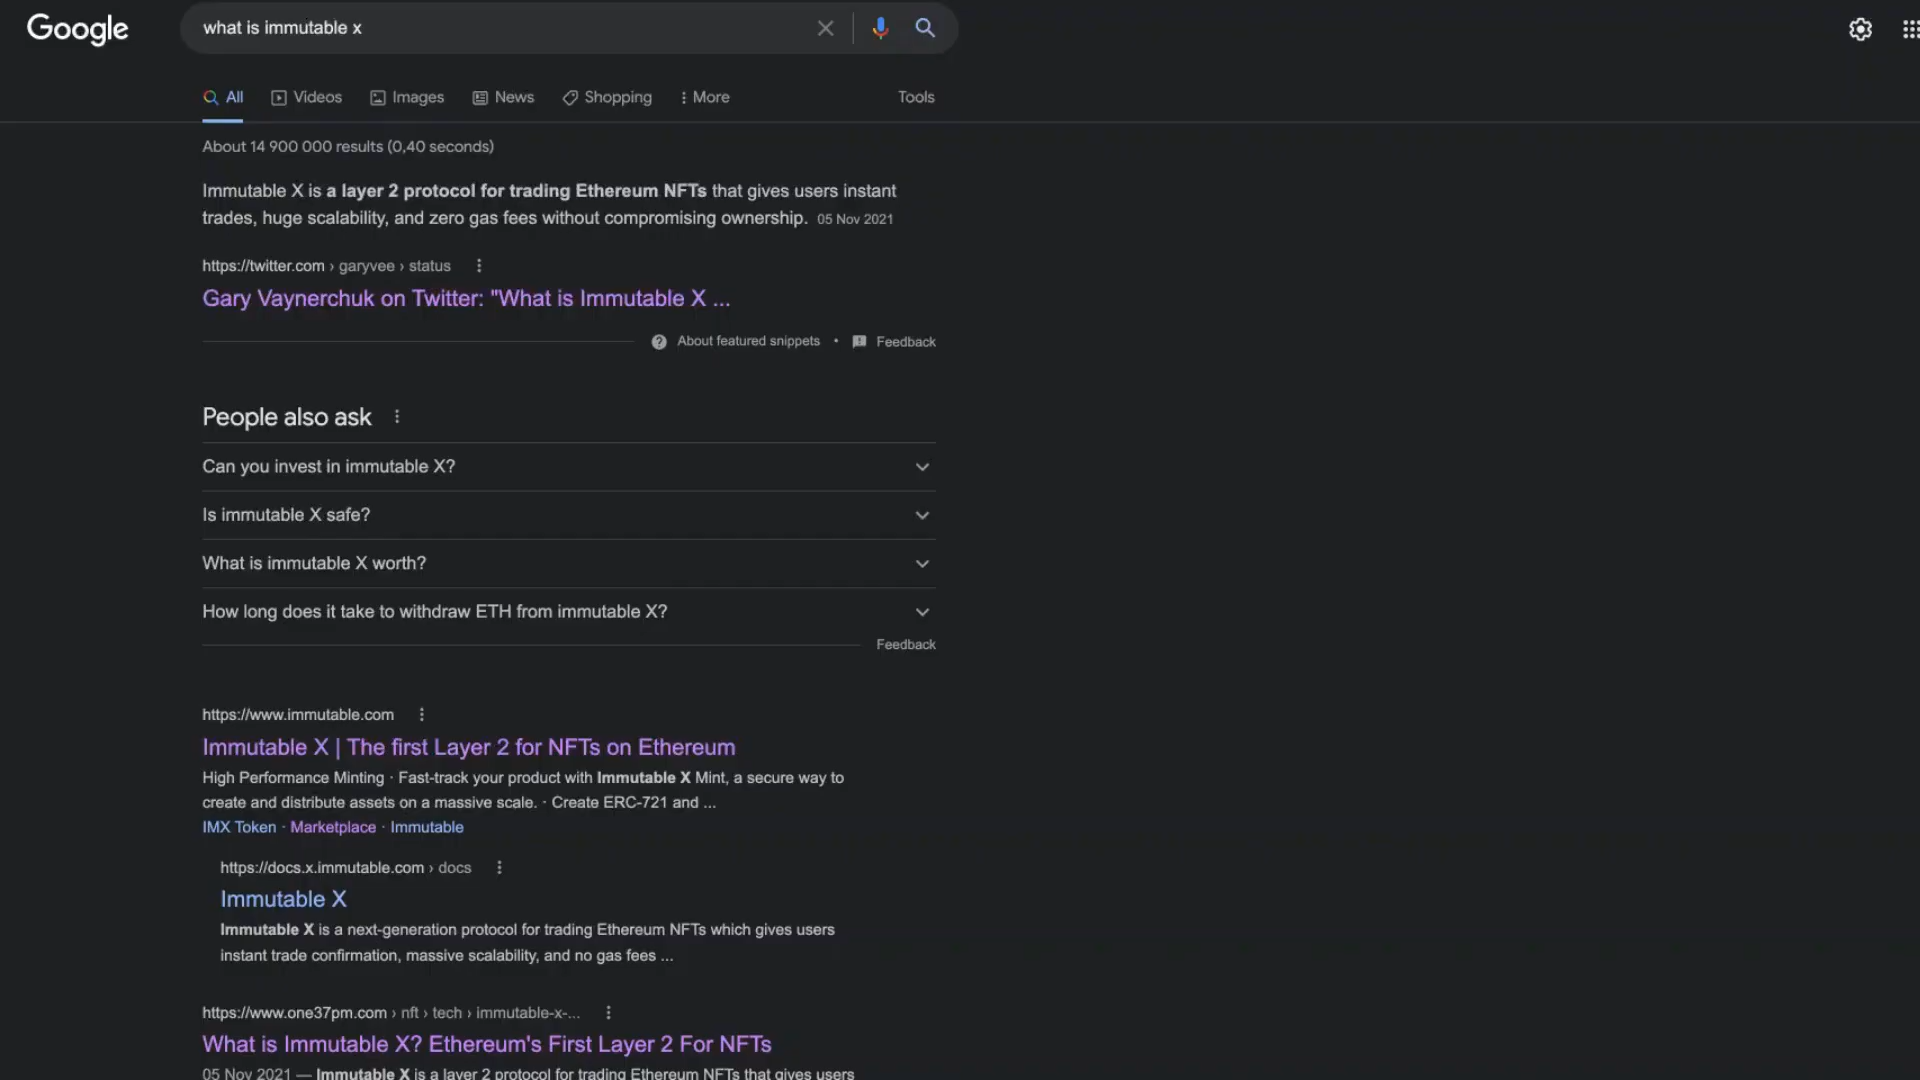 Google
what is immutable x
All
Videos
Images
News
Shopping
More
Tools
About 14 900 000 results (0,40 seconds)
Immutable X is a layer 2 protocol for trading Ethereum NFTs that gives users instant
trades, huge scalability, and zero gas fees without compromising ownership. 05 Nov 2021
https://twitter.com › garyvee › status
Gary Vaynerchuk on Twitter: "What is Immutable X ...
About featured snippets • Feedback
People also ask
Can you invest in immutable X?
Is immutable X safe?
What is immutable X worth?
How long does it take to withdraw ETH from immutable X?
Feedback
https://www.immutable.com
Immutable X | The first Layer 2 for NFTs on Ethereum
High Performance Minting · Fast-track your product with Immutable X Mint, a secure way to
create and distribute assets on a massive scale. · Create ERC-721 and ...
IMX Token · Marketplace · Immutable
https://docs.x.immutable.com › docs
Immutable X
Immutable X is a next-generation protocol for trading Ethereum NFTs which gives users
instant trade confirmation, massive scalability, and no gas fees ...
https://www.one37pm.com › nft › tech › immutable-x-...
What is Immutable X? Ethereum's First Layer 2 For NFTs
05 Nov 2021 — Immutable X is a layer 2 protocol for trading Ethereum NFTs that gives users